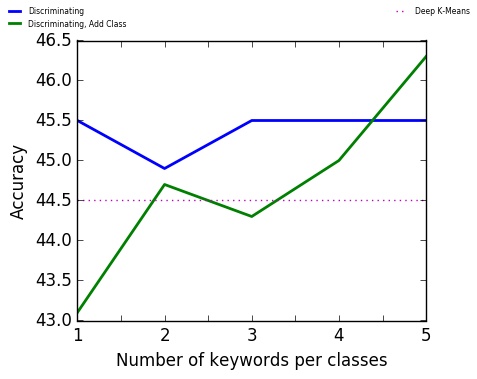 Discriminating
Discriminating, Add Class
Deep K-Means
46.5
46.0
45.5
45.0
44.5
44.0
43.5
43.0
Accuracy
1 2 3 4 5
Number of keywords per classes